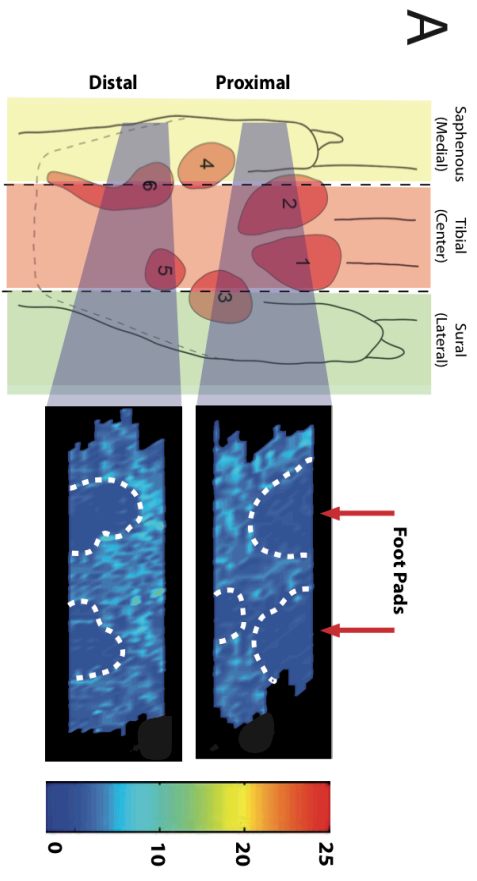 A
Distal
Proximal
Saphenous
(Medial)
Tibial
(Center)
Sural
(Lateral)
4
6
2
1
5
3
Foot Pads
0
10
20
25